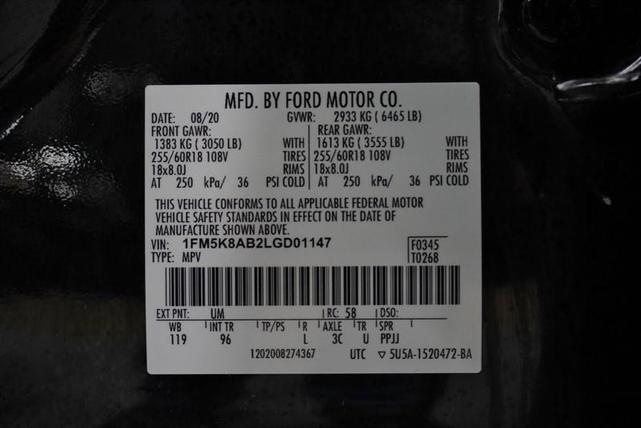 MFD. BY FORD MOTOR CO.
DATE: 08/20 GVWR: 2933 KG ( 6465 LB)
FRONT GAWR: REAR GAWR:
1383 KG ( 3050 LB) WITH 1613 KG ( 3555 LB) WITH
255/60R18 108V TIRES 255/60R18 108V TIRES
18x8.0J RIMS 18x8.0J RIMS
AT 250 kPa/ 36 PSI COLD AT 250 kPa/ 36 PSI COLD
THIS VEHICLE CONFORMS TO ALL APPLICABLE FEDERAL MOTOR
VEHICLE SAFETY STANDARDS IN EFFECT ON THE DATE OF
MANUFACTURE SHOWN ABOVE.
VIN: 1FM5K8AB2LGD01147 F0345
TYPE: MPV T0268
EXT PNT: UM RC: 58 DSO:
WB INT TR TP/PS R AXLE TR SPR
119 96 L 3C U PPJJ
1202008274367 UTC ▽ 5U5A-1520472-BA